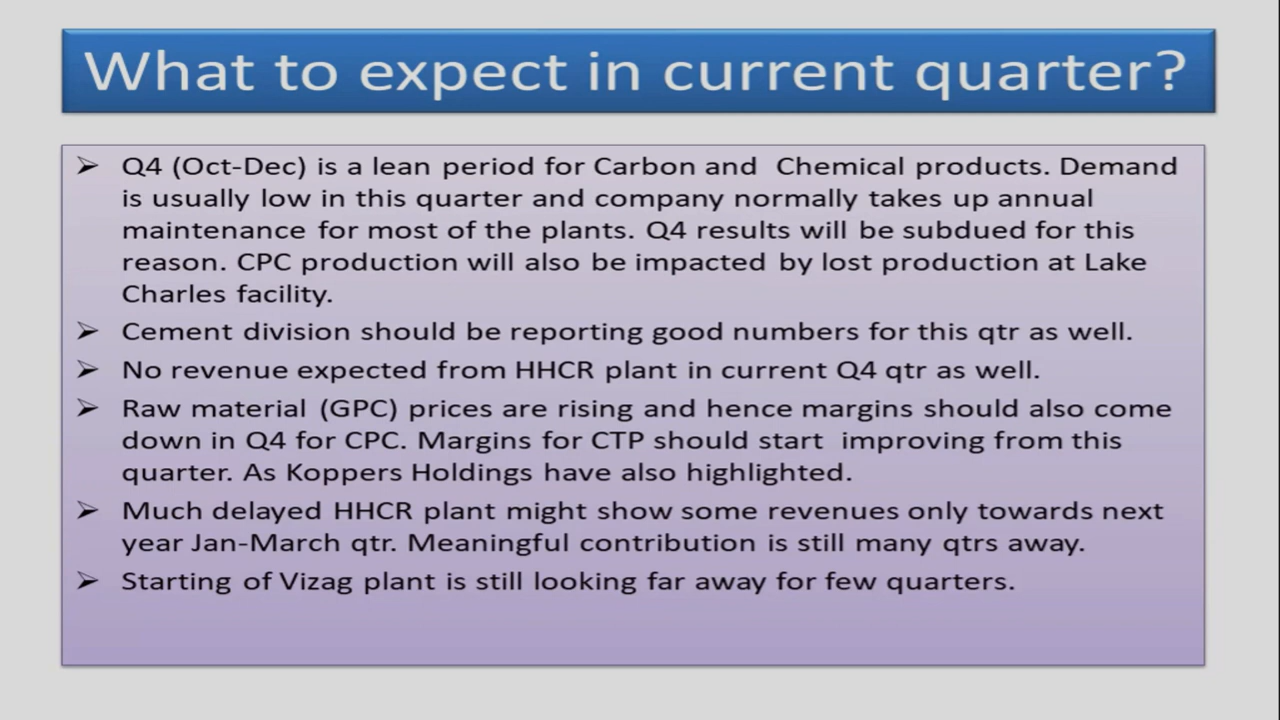 What to expect in current quarter?
➢ Q4 (Oct-Dec) is a lean period for Carbon and Chemical products. Demand
is usually low in this quarter and company normally takes up annual
maintenance for most of the plants. Q4 results will be subdued for this
reason. CPC production will also be impacted by lost production at Lake
Charles facility.
➢ Cement division should be reporting good numbers for this qtr as well.
➢ No revenue expected from HHCR plant in current Q4 qtr as well.
➢ Raw material (GPC) prices are rising and hence margins should also come
down in Q4 for CPC. Margins for CTP should start improving from this
quarter. As Koppers Holdings have also highlighted.
➢ Much delayed HHCR plant might show some revenues only towards next
year Jan-March qtr. Meaningful contribution is still many qtrs away.
➢ Starting of Vizag plant is still looking far away for few quarters.